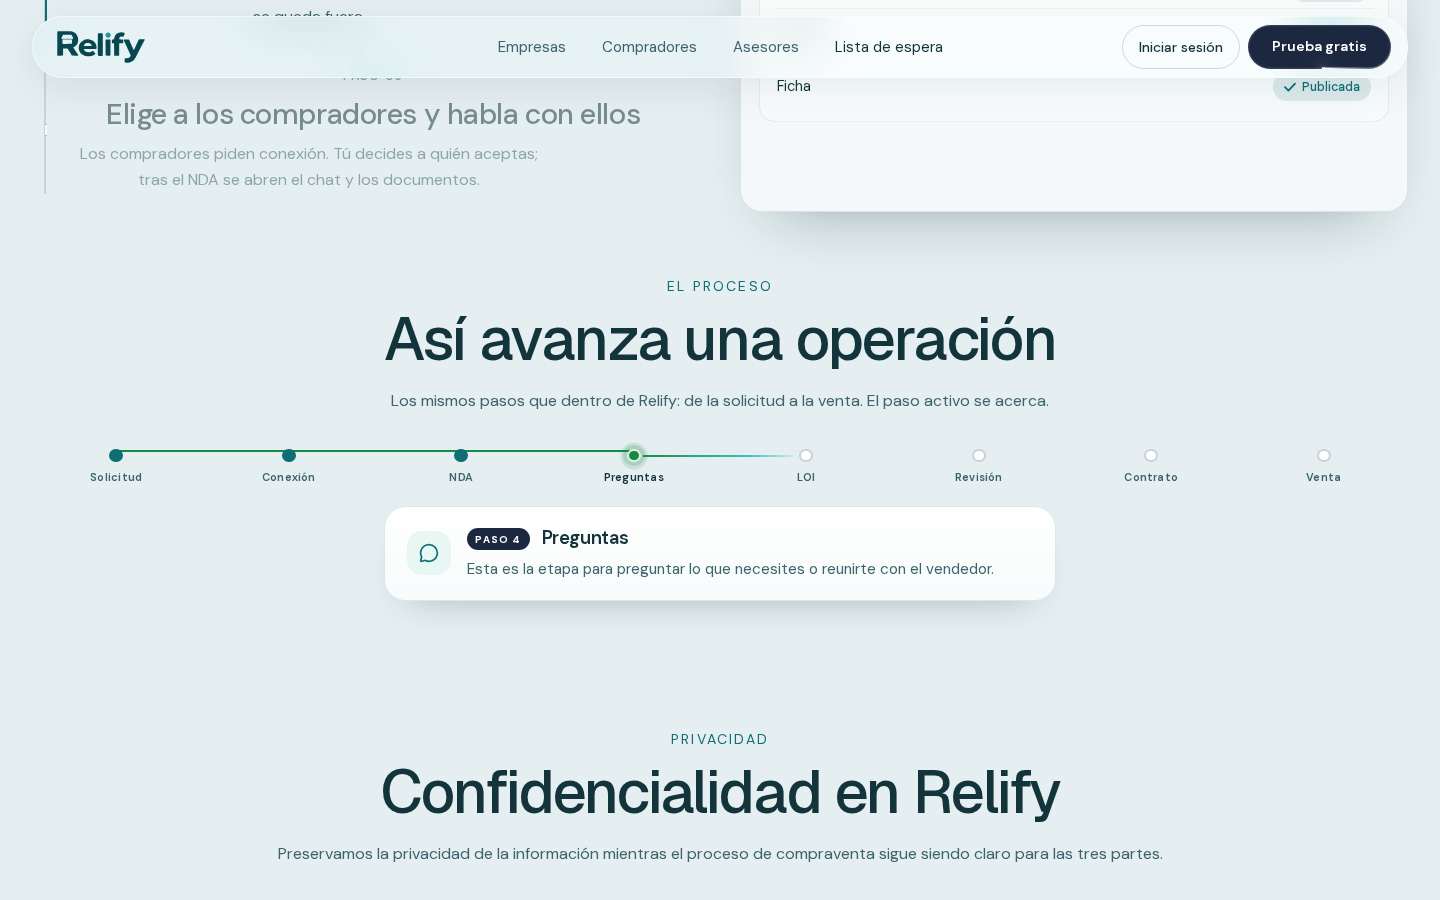 Relify
Empresas
Compradores
Asesores
Lista de espera
Iniciar sesión
Prueba gratis
Elige a los compradores y habla con ellos
Los compradores piden conexión. Tú decides a quién aceptas;
tras el NDA se abren el chat y los documentos.
Ficha
Publicada
EL PROCESO
Así avanza una operación
Los mismos pasos que dentro de Relify: de la solicitud a la venta. El paso activo se acerca.
Solicitud
Conexión
NDA
Preguntas
LOI
Revisión
Contrato
Venta
PASO 4
Preguntas
Esta es la etapa para preguntar lo que necesites o reunirte con el vendedor.
PRIVACIDAD
Confidencialidad en Relify
Preservamos la privacidad de la información mientras el proceso de compraventa sigue siendo claro para las tres partes.